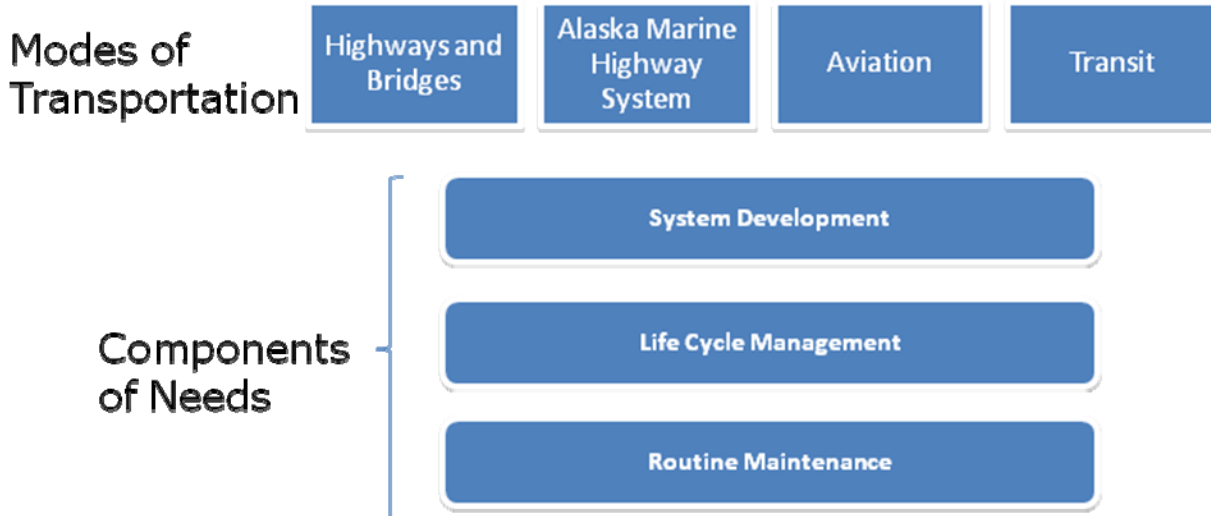 Modes of
Transportation
Highways and
Bridges
Alaska Marine
Highway
System
Aviation
Transit
System Development
Components
of Needs
Life Cycle Management
Routine Maintenance